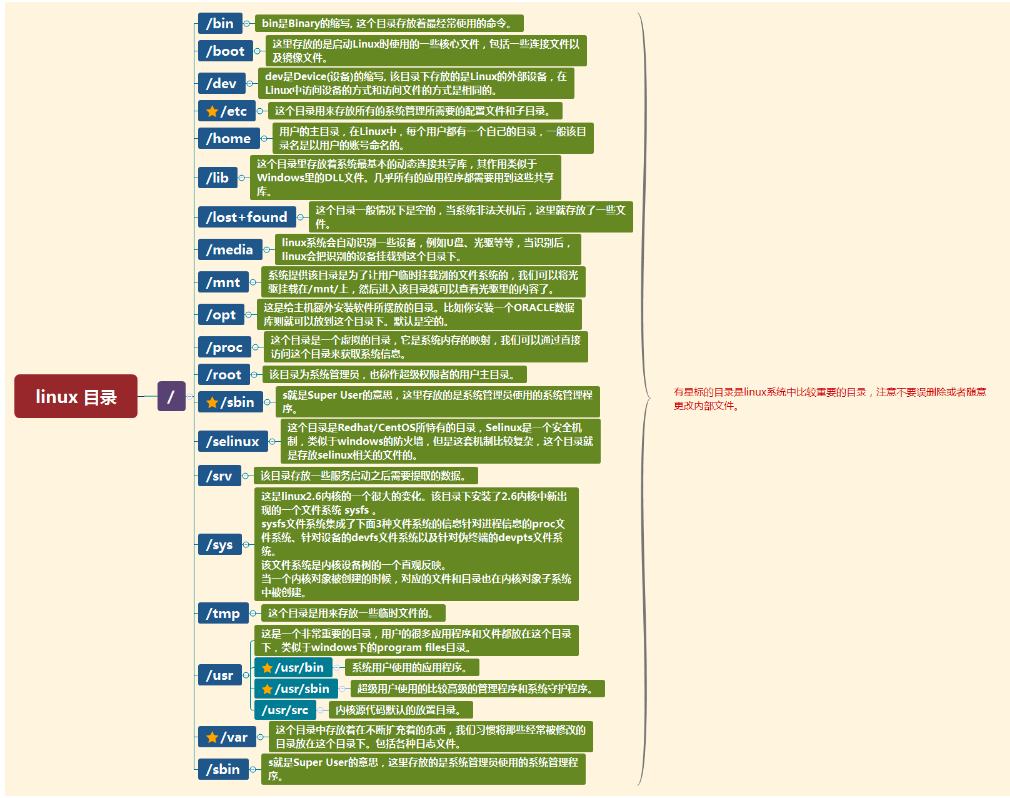 /bin
bin是Binary的缩写, 这个目录存放着最经常使用的命令。
/boot
这里存放的是启动Linux时使用的一些核心文件，包括一些连接文件以
及镜像文件。
/dev
dev是Device(设备)的缩写, 该目录下存放的是Linux的外部设备，在
Linux中访问设备的方式和访问文件的方式是相同的。
/etc
这个目录用来存放所有的系统管理所需要的配置文件和子目录。
/home
用户的主目录，在Linux中，每个用户都有一个自己的目录，一般该目
录名是以用户的账号命名的。
/lib
这个目录里存放着系统最基本的动态连接共享库，其作用类似于
Windows里的DLL文件。几乎所有的应用程序都需要用到这些共享
库。
/lost+found
这个目录一般情况下是空的，当系统非法关机后，这里就存放了一些文
件。
/media
linux系统会自动识别一些设备，例如U盘、光驱等等，当识别后，
linux会把识别的设备挂载到这个目录下。
/mnt
系统提供该目录是为了让用户临时挂载别的文件系统的，我们可以将光
驱挂载在/mnt/上，然后进入该目录就可以查看光驱里的内容了。
/opt
这是给主机额外安装软件所摆放的目录。比如你安装一个ORACLE数据
库则就可以放到这个目录下。默认是空的。
/proc
这个目录是一个虚拟的目录，它是系统内存的映射，我们可以通过直接
访问这个目录来获取系统信息。
/root
该目录为系统管理员，也称作超级权限者的用户主目录。
linux 目录
/
/sbin
s就是Super User的意思，这里存放的是系统管理员使用的系统管理程
序。
有星标的目录是linux系统中比较重要的目录，注意不要误删除或者随意
更改内部文件。
/selinux
这个目录是Redhat/CentOS所特有的目录，Selinux是一个安全机
制，类似于windows的防火墙，但是这套机制比较复杂，这个目录就
是存放selinux相关的文件的。
/srv
该目录存放一些服务启动之后需要提取的数据。
/sys
这是linux2.6内核的一个很大的变化。该目录下安装了2.6内核中新出
现的一个文件系统 sysfs 。
sysfs文件系统集成了下面3种文件系统的信息针对进程信息的proc文
件系统、针对设备的devfs文件系统以及针对伪终端的devpts文件系
统。
该文件系统是内核设备树的一个直观反映。
当一个内核对象被创建的时候，对应的文件和目录也在内核对象子系统
中被创建。
/tmp
这个目录是用来存放一些临时文件的。
/usr
这是一个非常重要的目录，用户的很多应用程序和文件都放在这个目录
下，类似于windows下的program files目录。
/usr/bin
系统用户使用的应用程序。
/usr/sbin
超级用户使用的比较高级的管理程序和系统守护程序。
/usr/src
内核源代码默认的放置目录。
/var
这个目录中存放着在不断扩充着的东西，我们习惯将那些经常被修改的
目录放在这个目录下。包括各种日志文件。
/sbin
s就是Super User的意思，这里存放的是系统管理员使用的系统管理程
序。